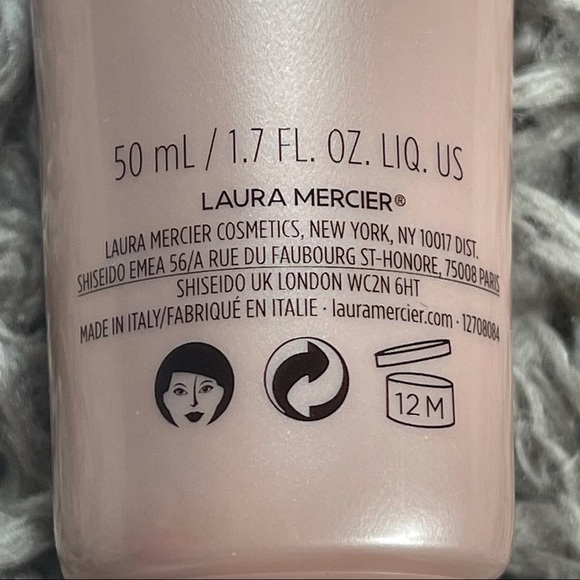 50 mL / 1.7 FL. OZ. LIQ. US
LAURA MERCIER®
LAURA MERCIER COSMETICS, NEW YORK, NY 10017 DIST.
SHISEIDO EMEA 56/A RUE DU FAUBOURG ST-HONORE, 75008 PARIS
SHISEIDO UK LONDON WC2N 6HT
MADE IN ITALY/FABRIQUÉ EN ITALIE · lauramercier.com · 12708084
12 M